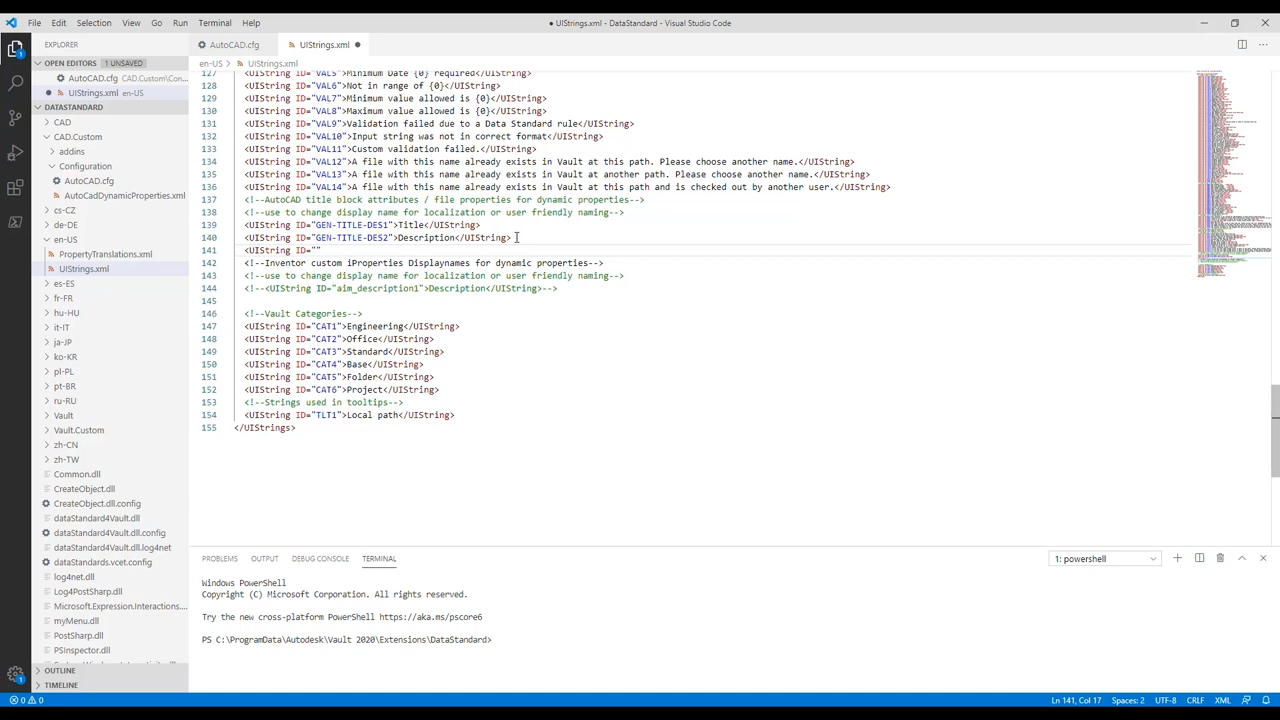 File Edit Selection View Go Run Terminal Help
● UIStrings.xml - DataStandard - Visual Studio Code
EXPLORER
OPEN EDITORS 1 UNSAVED
AutoCAD.cfg CAD.Custom\Con...
● UIStrings.xml en-US
DATASTANDARD
CAD
CAD.Custom
addins
Configuration
AutoCAD.cfg
AutoCadDynamicProperties.xml
cs-CZ
de-DE
en-US
PropertyTranslations.xml
UIStrings.xml
es-ES
fr-FR
hu-HU
it-IT
ja-JP
ko-KR
pl-PL
pt-BR
ru-RU
Vault
Vault.Custom
zh-CN
zh-TW
Common.dll
CreateObject.dll
CreateObject.dll.config
dataStandard4Vault.dll
dataStandard4Vault.dll.config
dataStandard4Vault.dll.log4net
dataStandards.vcet.config
log4net.dll
Log4PostSharp.dll
Microsoft.Expression.Interactions....
myMenu.dll
PostSharp.dll
PSInspector.dll
OUTLINE
TIMELINE
AutoCAD.cfg UIStrings.xml ●
en-US > UIStrings.xml
127 <UIString ID="VAL5">Minimum Date {0} required</UIString>
128 <UIString ID="VAL6">Not in range of {0}</UIString>
129 <UIString ID="VAL7">Minimum value allowed is {0}</UIString>
130 <UIString ID="VAL8">Maximum value allowed is {0}</UIString>
131 <UIString ID="VAL9">Validation failed due to a Data Standard rule</UIString>
132 <UIString ID="VAL10">Input string was not in correct format</UIString>
133 <UIString ID="VAL11">Custom validation failed.</UIString>
134 <UIString ID="VAL12">A file with this name already exists in Vault at this path. Please choose another name.</UIString>
135 <UIString ID="VAL13">A file with this name already exists in Vault at another path. Please choose another name.</UIString>
136 <UIString ID="VAL14">A file with this name already exists in Vault at this path and is checked out by another user.</UIString>
137 <!--AutoCAD title block attributes / file properties for dynamic properties-->
138 <!--use to change display name for localization or user friendly naming-->
139 <UIString ID="GEN-TITLE-DES1">Title</UIString>
140 <UIString ID="GEN-TITLE-DES2">Description</UIString>
141 <UIString ID=""
142 <!--Inventor custom iProperties Displaynames for dynamic properties-->
143 <!--use to change display name for localization or user friendly naming-->
144 <!--<UIString ID="aim_description1">Description</UIString>-->
145
146 <!--Vault Categories-->
147 <UIString ID="CAT1">Engineering</UIString>
148 <UIString ID="CAT2">Office</UIString>
149 <UIString ID="CAT3">Standard</UIString>
150 <UIString ID="CAT4">Base</UIString>
151 <UIString ID="CAT5">Folder</UIString>
152 <UIString ID="CAT6">Project</UIString>
153 <!--Strings used in tooltips-->
154 <UIString ID="TLT1">Local path</UIString>
155 </UIStrings>
PROBLEMS OUTPUT DEBUG CONSOLE TERMINAL
1: powershell
Windows PowerShell
Copyright (C) Microsoft Corporation. All rights reserved.
Try the new cross-platform PowerShell https://aka.ms/pscore6
PS C:\ProgramData\Autodesk\Vault 2020\Extensions\DataStandard>
0 0
Ln 141, Col 17 Spaces: 2 UTF-8 CRLF XML